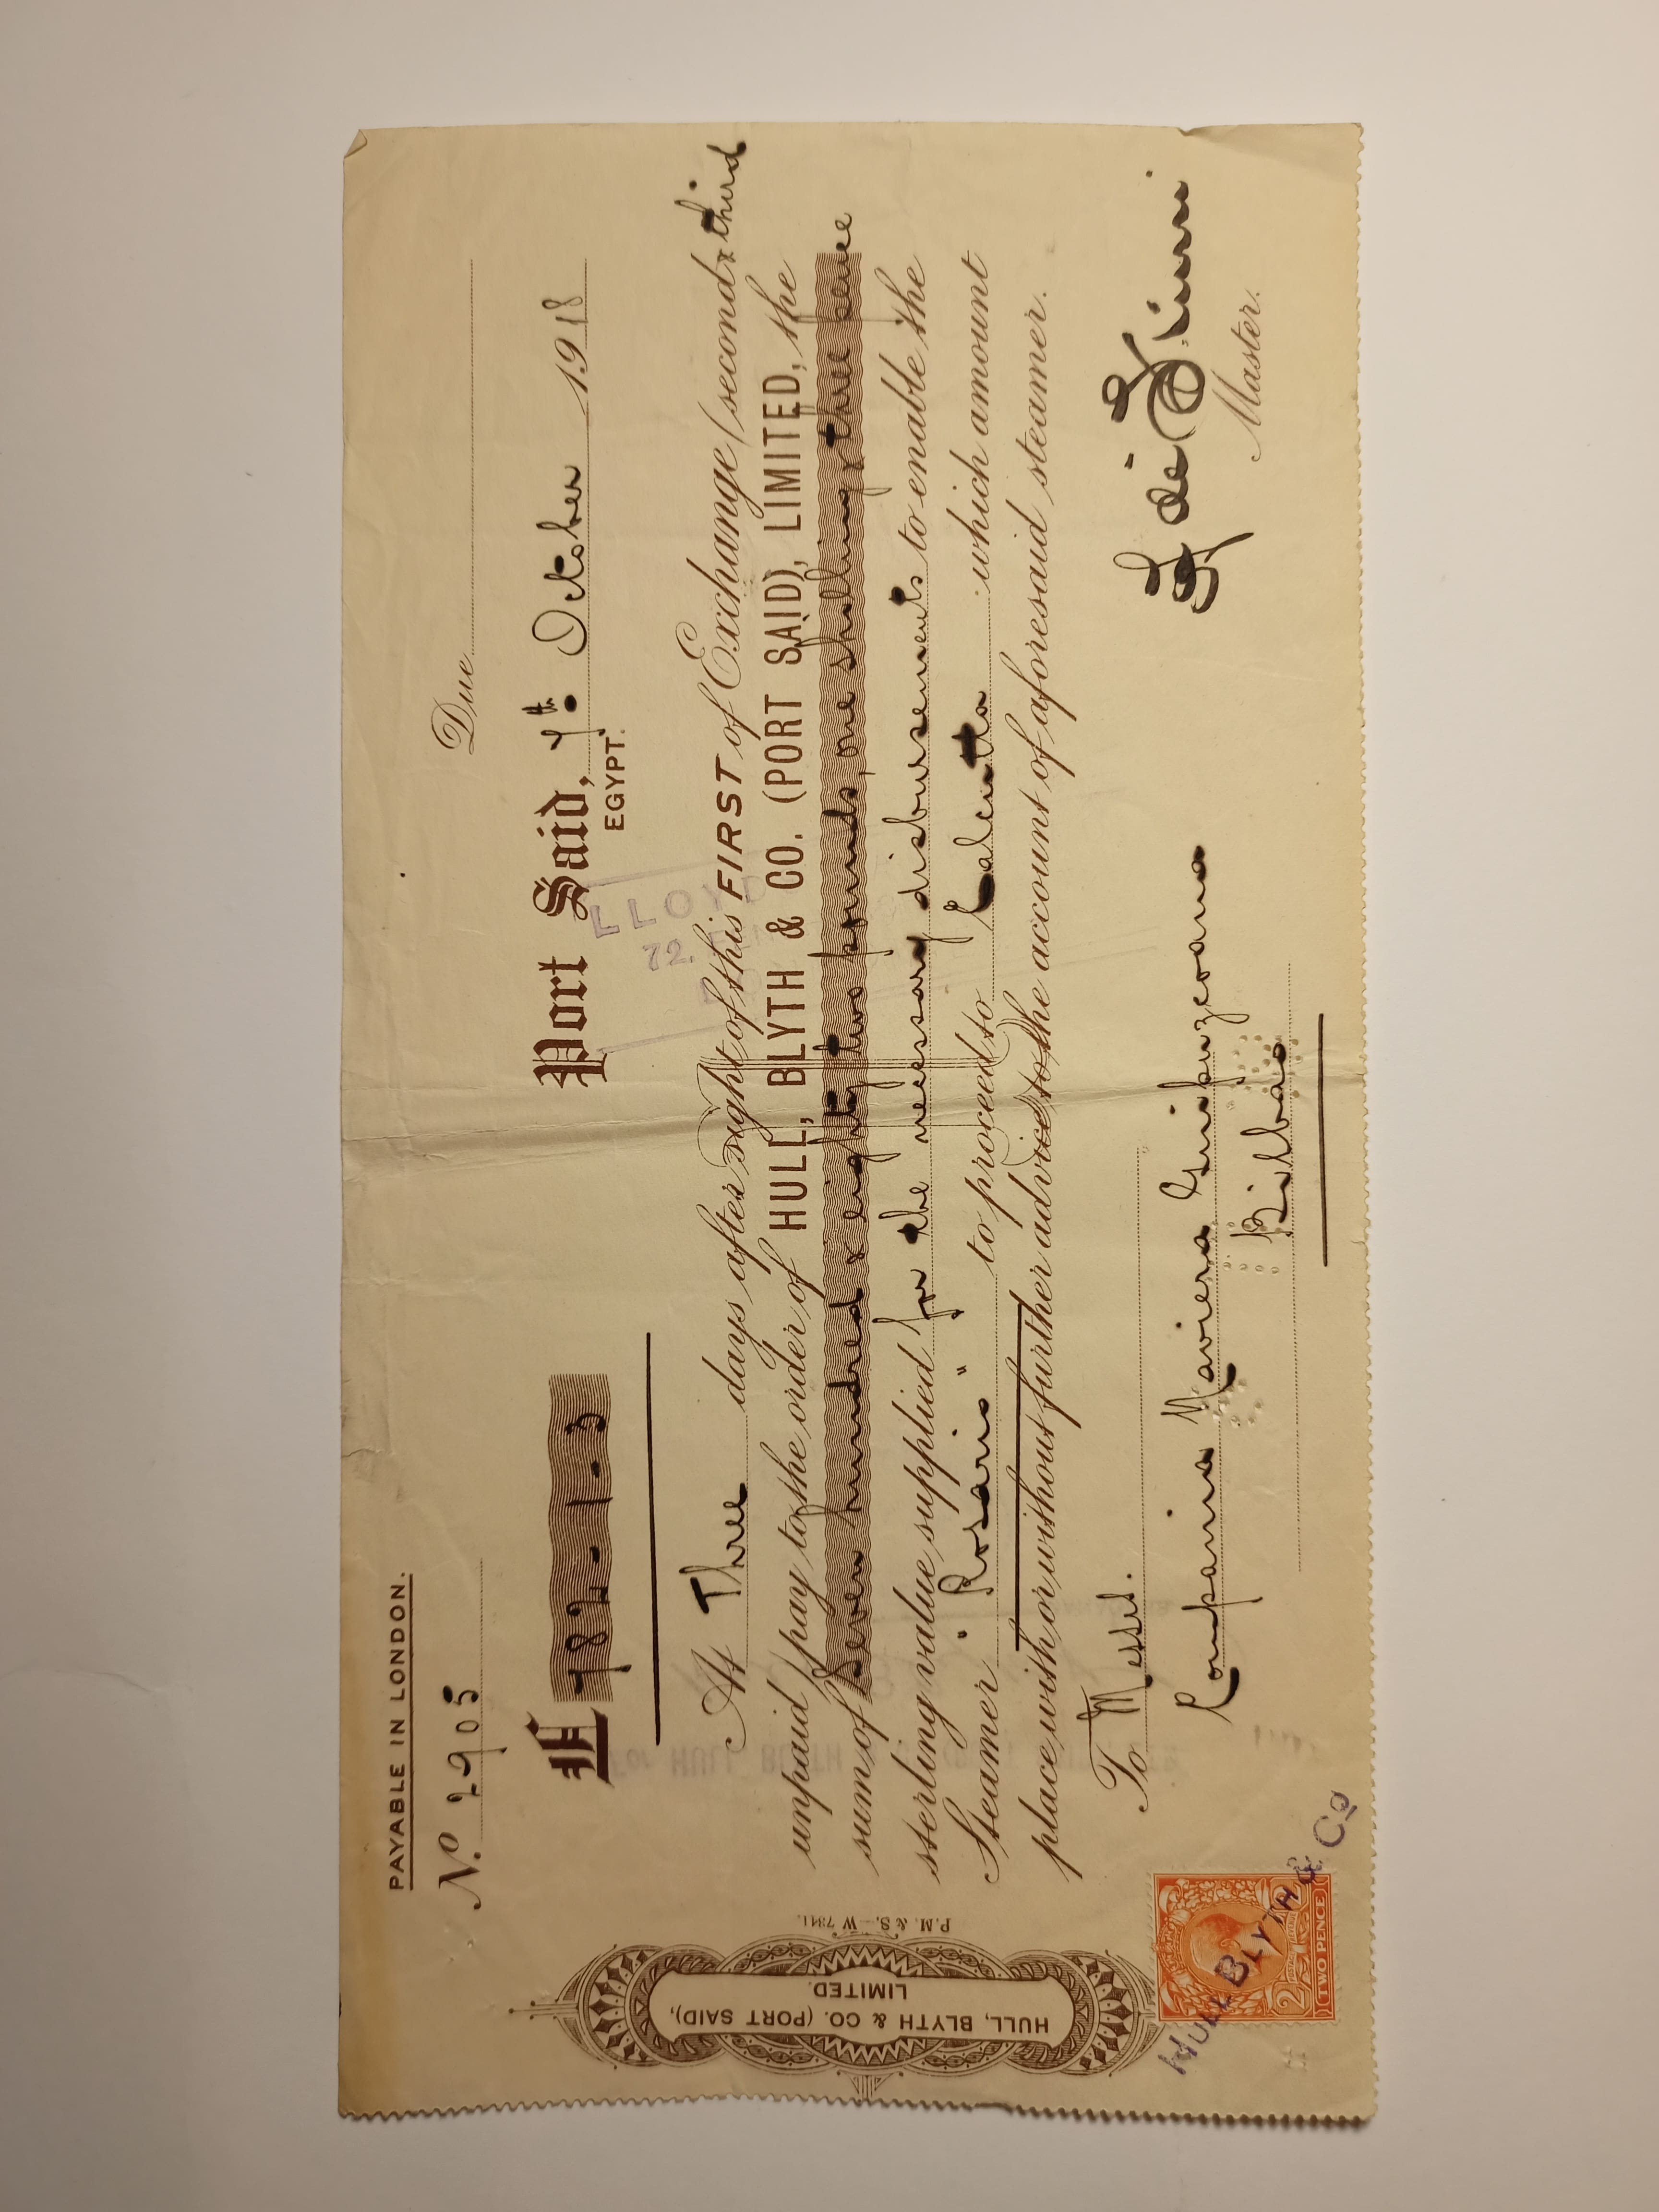 PAYABLE IN LONDON.
No. 2905
Due
£ 782-1-3
Port Said, 7th October 1918
EGYPT.
LLOYD
At Three days after sight of this FIRST of Exchange (second & third
unpaid) pay to the order of HULL, BLYTH & CO. (PORT SAID), LIMITED, the
sum of Seven hundred & eighty two pounds, one shilling & three pence
sterling value supplied for the necessary disbursements to enable the
Steamer "Rosario" to proceed to Calcutta which amount
place with or without further advice to the account of aforesaid steamer.
To Messrs.
Compania Naviera Guipuzcoana
Bilbao
Master.
HULL, BLYTH & CO. (PORT SAID),
LIMITED.
P.M. & S.-W 7341.
TWO PENCE
HULL BLYTH & Co